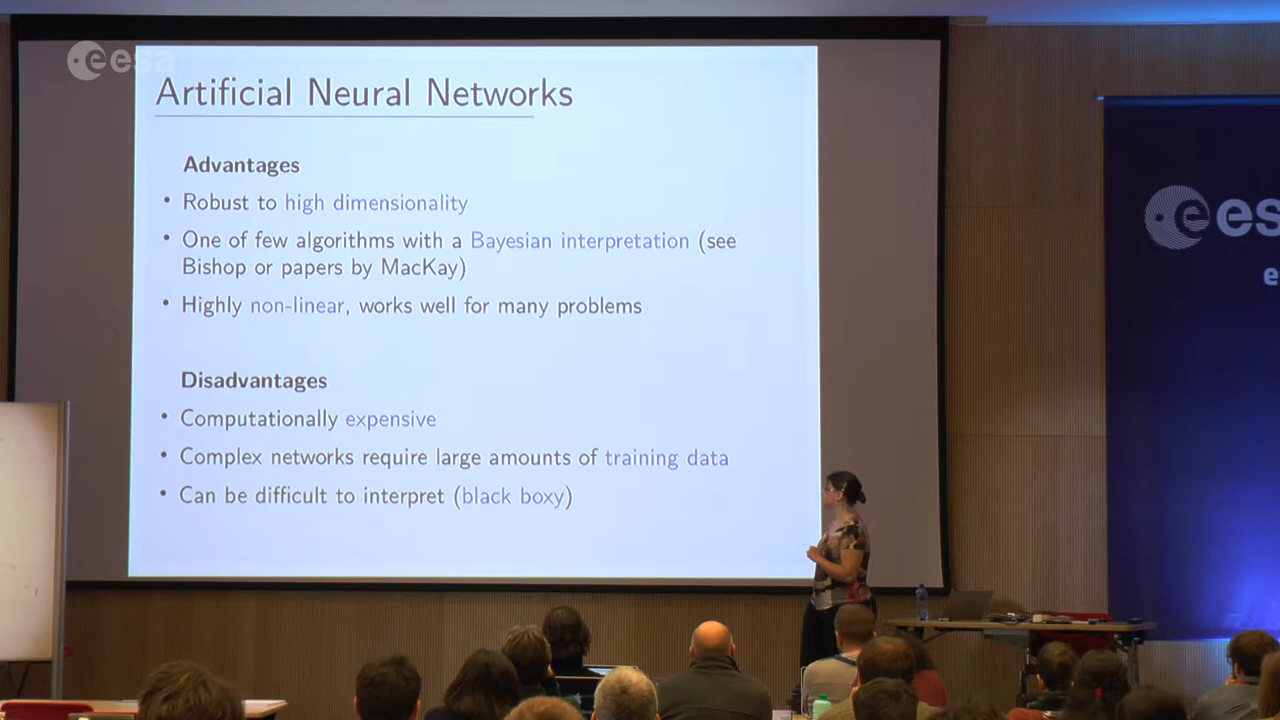 eesa
Artificial Neural Networks
Advantages
• Robust to high dimensionality
• One of few algorithms with a Bayesian interpretation (see
Bishop or papers by MacKay)
• Highly non-linear, works well for many problems
Disadvantages
• Computationally expensive
• Complex networks require large amounts of training data
• Can be difficult to interpret (black boxy)
ees
e